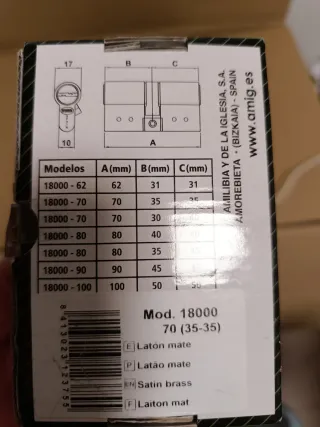 17
B
C
10
A
AMILIBIA Y DE LA IGLESIA, S.A.
AMOREBIETA - (BIZKAIA) - SPAIN
www.amig.es
Modelos A (mm) B (mm) C (mm)
18000 - 62 62 31 31
18000 - 70 70 35 35
18000 - 70 70 30
18000 - 80 80 40
18000 - 80 80 35
18000 - 90 90 45
18000 - 100 100 50 50
Mod. 18000
70 (35-35)
E Latón mate
P Latão mate
EN Satin brass
F Laiton mat
8413023123755